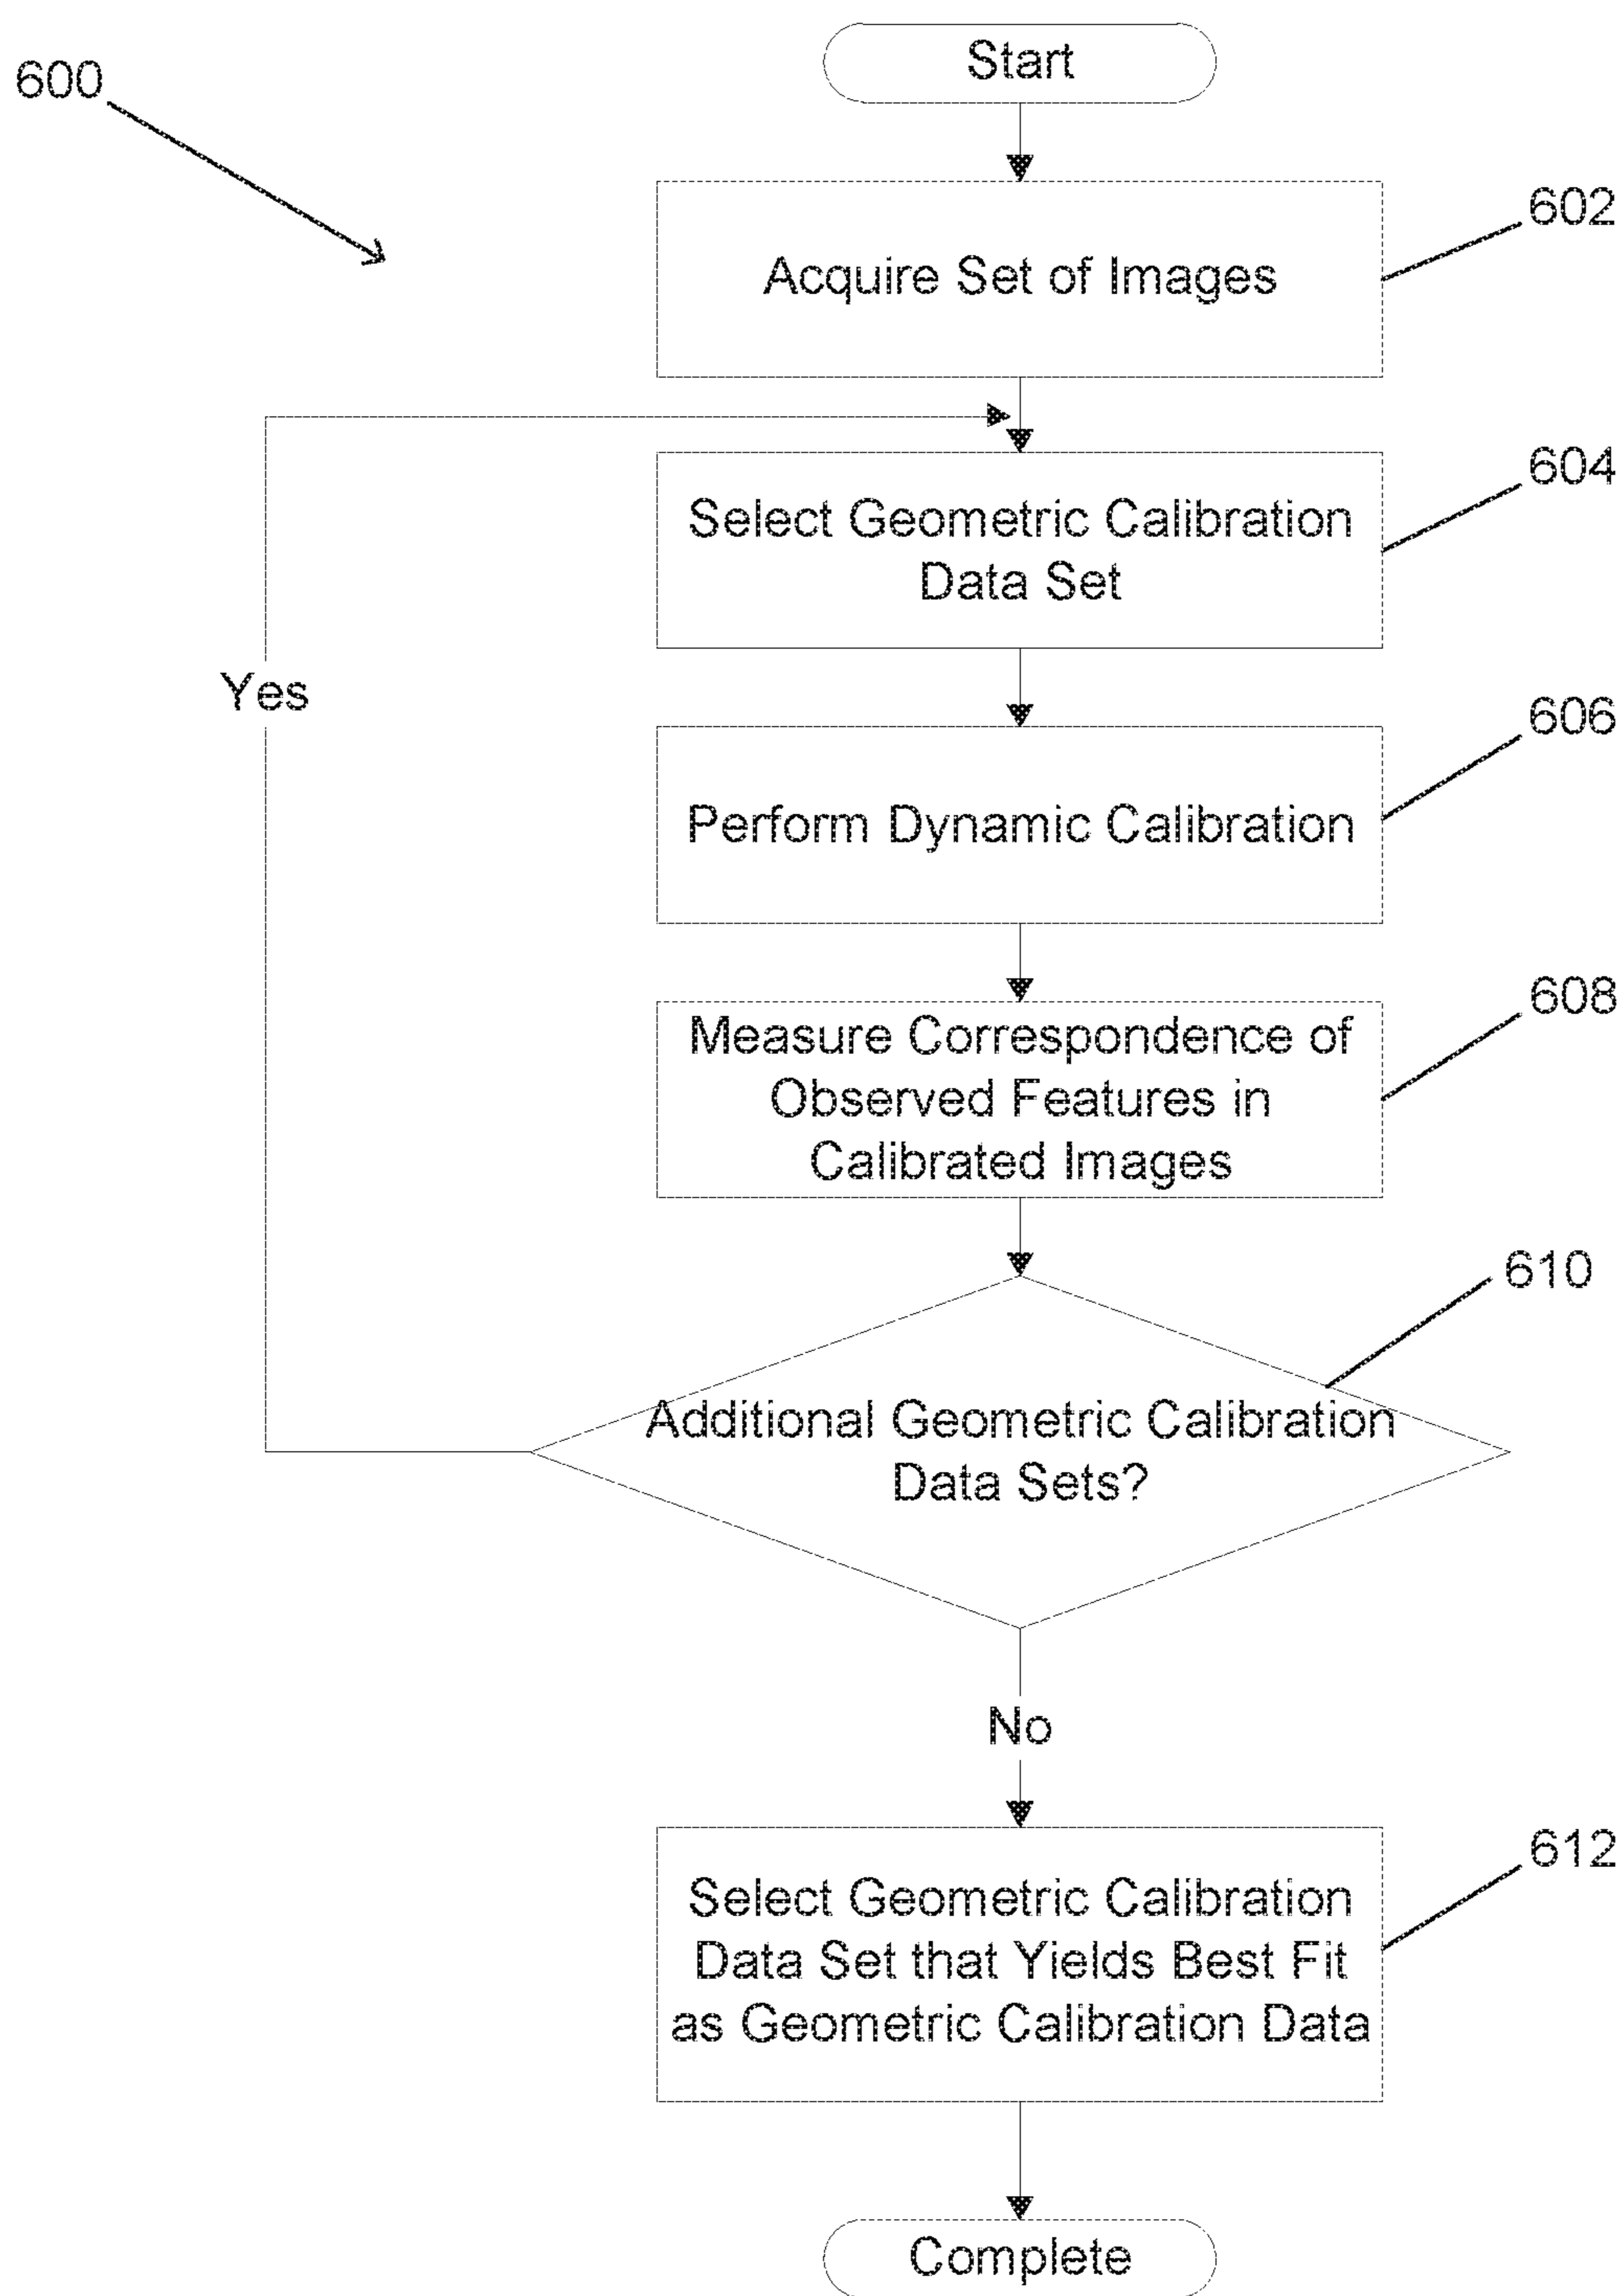 Start
600
602
Acquire Set of Images
604
Select Geometric Calibration
Data Set
Yes
606
Perform Dynamic Calibration
608
Measure Correspondence of
Observed Features in
Calibrated Images
610
Additional Geometric Calibration
Data Sets?
No
612
Select Geometric Calibration
Data Set that Yields Best Fit
as Geometric Calibration Data
Complete